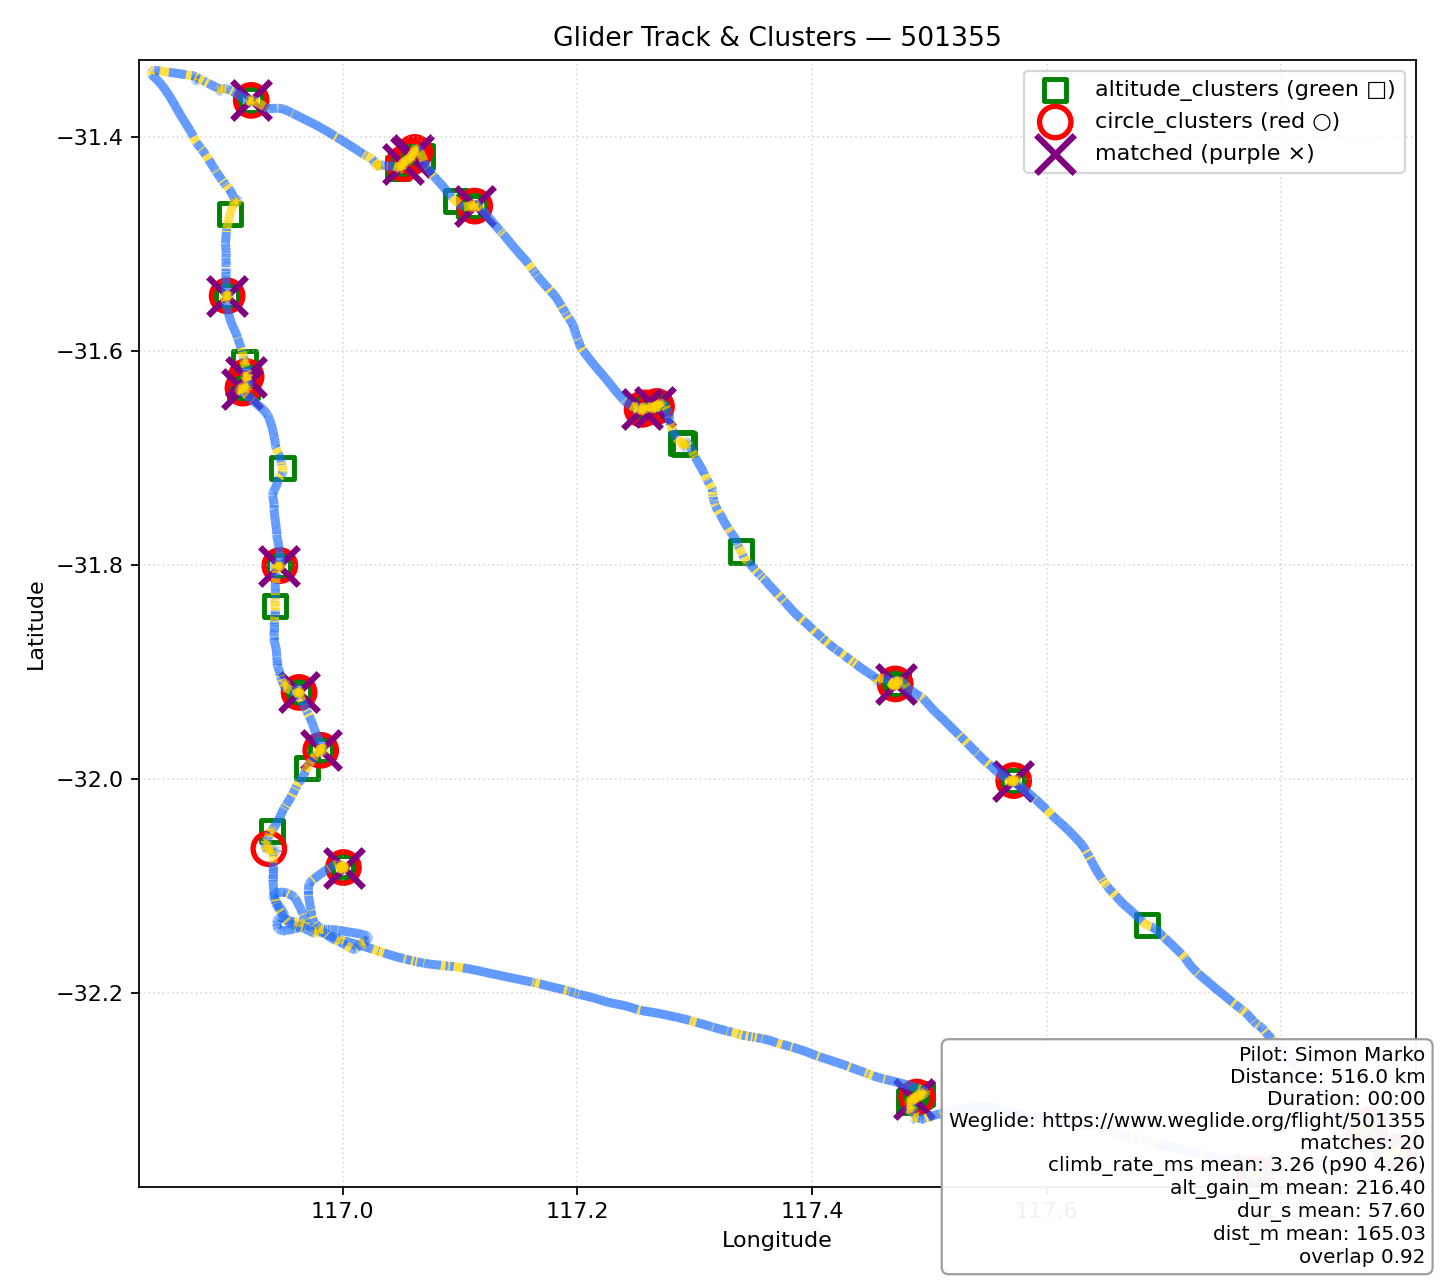 Glider Track & Clusters — 501355
altitude_clusters (green □)
circle_clusters (red ○)
matched (purple ×)
−31.4
−31.6
−31.8
−32.0
−32.2
Latitude
117.0
117.2
117.4
117.6
Longitude
Pilot: Simon Marko
Distance: 516.0 km
Duration: 00:00
Weglide: https://www.weglide.org/flight/501355
matches: 20
climb_rate_ms mean: 3.26 (p90 4.26)
alt_gain_m mean: 216.40
dur_s mean: 57.60
dist_m mean: 165.03
overlap 0.92